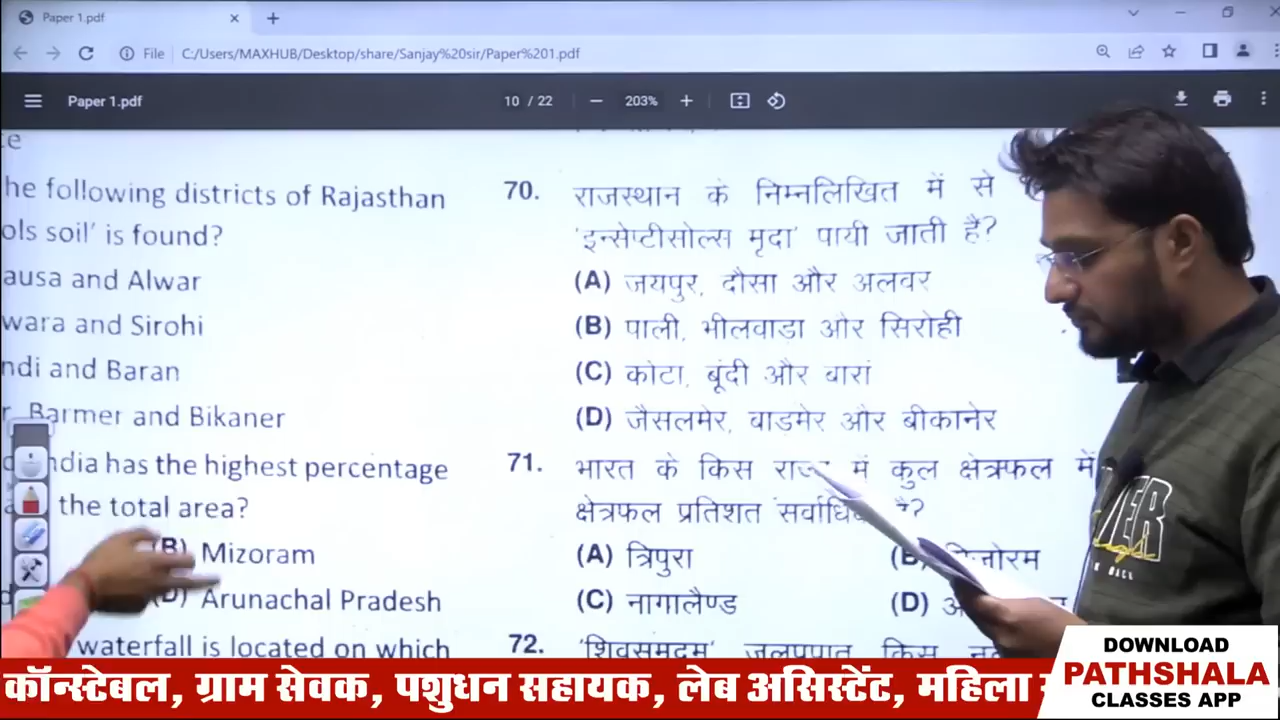 Paper 1.pdf
File
C:/Users/MAXHUB/Desktop/share/Sanjay%20sir/Paper%201.pdf
Paper 1.pdf
10 / 22
203%
he following districts of Rajasthan
ols soil' is found?
ausa and Alwar
wara and Sirohi
ndi and Baran
r, Barmer and Bikaner
ndia has the highest percentage
the total area?
(B) Mizoram
(D) Arunachal Pradesh
waterfall is located on which
70. राजस्थान के निम्नलिखित में से
'इन्सेप्टीसोल्स मृदा' पायी जाती है?
(A) जयपुर, दौसा और अलवर
(B) पाली, भीलवाड़ा और सिरोही
(C) कोटा, बूंदी और बारां
(D) जैसलमेर, बाड़मेर और बीकानेर
71. भारत के किस राज्य में कुल क्षेत्रफल में
क्षेत्रफल प्रतिशत सर्वाधिक है?
(A) त्रिपुरा
(B) मिजोरम
(C) नागालैण्ड
(D)
72. 'शिवसमुद्रम' जलप्रपात किस
कॉन्स्टेबल, ग्राम सेवक, पशुधन सहायक, लेब असिस्टेंट, महिला
DOWNLOAD
PATHSHALA
CLASSES APP